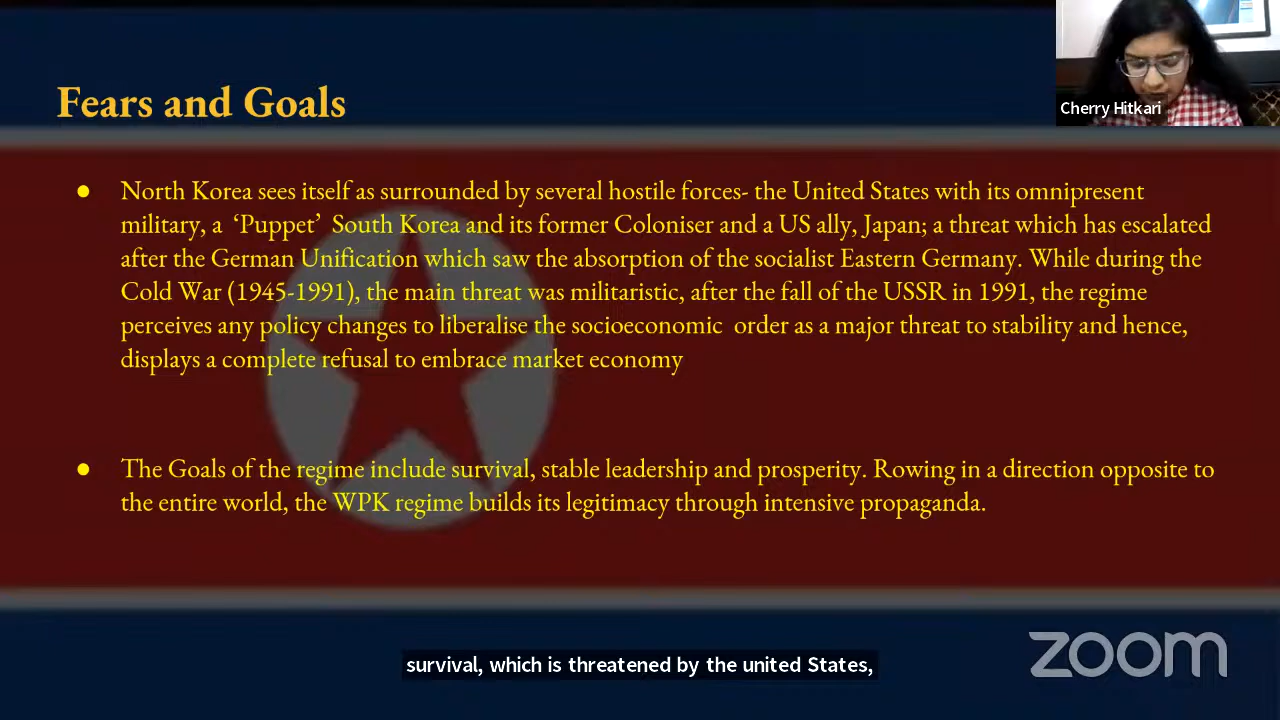 Fears and Goals
Cherry Hitkari
● North Korea sees itself as surrounded by several hostile forces- the United States with its omnipresent
military, a ‘Puppet’ South Korea and its former Coloniser and a US ally, Japan; a threat which has escalated
after the German Unification which saw the absorption of the socialist Eastern Germany. While during the
Cold War (1945-1991), the main threat was militaristic, after the fall of the USSR in 1991, the regime
perceives any policy changes to liberalise the socioeconomic order as a major threat to stability and hence,
displays a complete refusal to embrace market economy
● The Goals of the regime include survival, stable leadership and prosperity. Rowing in a direction opposite to
the entire world, the WPK regime builds its legitimacy through intensive propaganda.
survival, which is threatened by the united States,
zoom